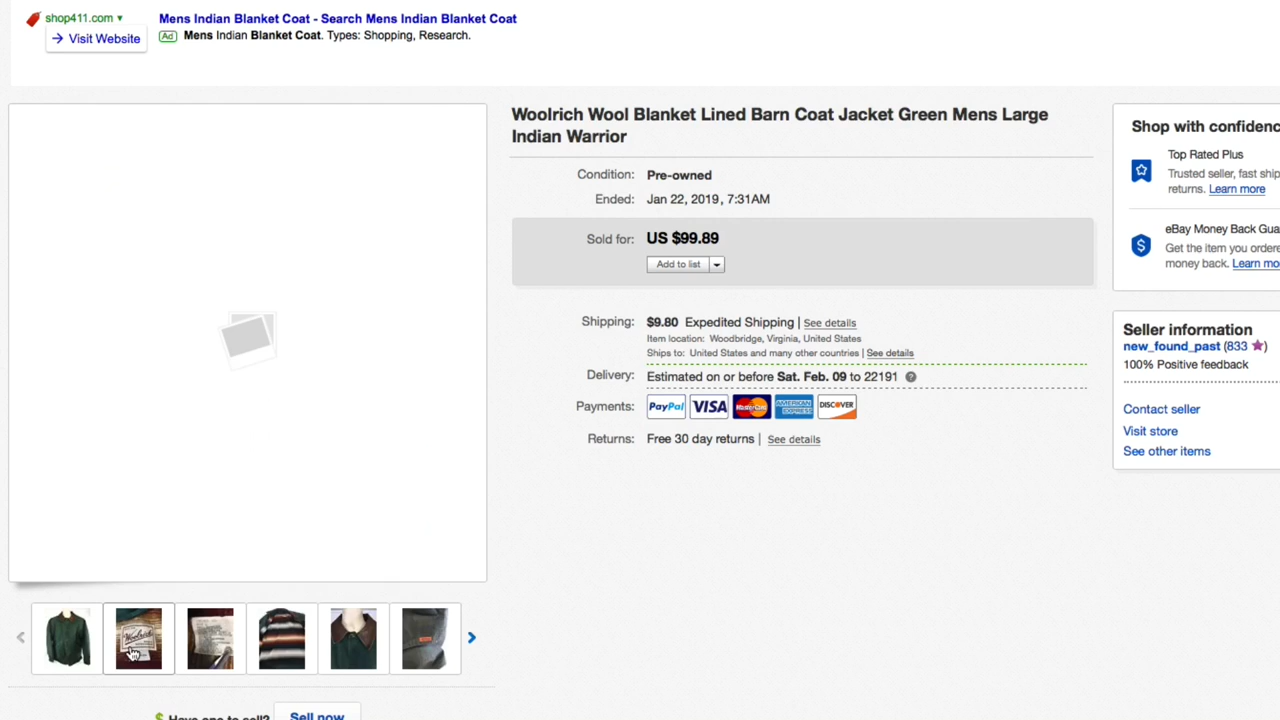 shop411.com
Mens Indian Blanket Coat - Search Mens Indian Blanket Coat
→ Visit Website
Ad Mens Indian Blanket Coat. Types: Shopping, Research.
Woolrich Wool Blanket Lined Barn Coat Jacket Green Mens Large
Indian Warrior
Condition: Pre-owned
Ended: Jan 22, 2019, 7:31AM
Sold for: US $99.89
Add to list
Shipping: $9.80 Expedited Shipping | See details
Item location: Woodbridge, Virginia, United States
Ships to: United States and many other countries | See details
Delivery: Estimated on or before Sat. Feb. 09 to 22191 ?
Payments: PayPal VISA MasterCard AMERICAN EXPRESS DISCOVER
Returns: Free 30 day returns | See details
Shop with confidenc
Top Rated Plus
Trusted seller, fast ship
returns. Learn more
eBay Money Back Gua
Get the item you ordere
money back. Learn mo
Seller information
new_found_past (833 ★)
100% Positive feedback
Contact seller
Visit store
See other items
Woolrich
$ Have one to sell? Sell now